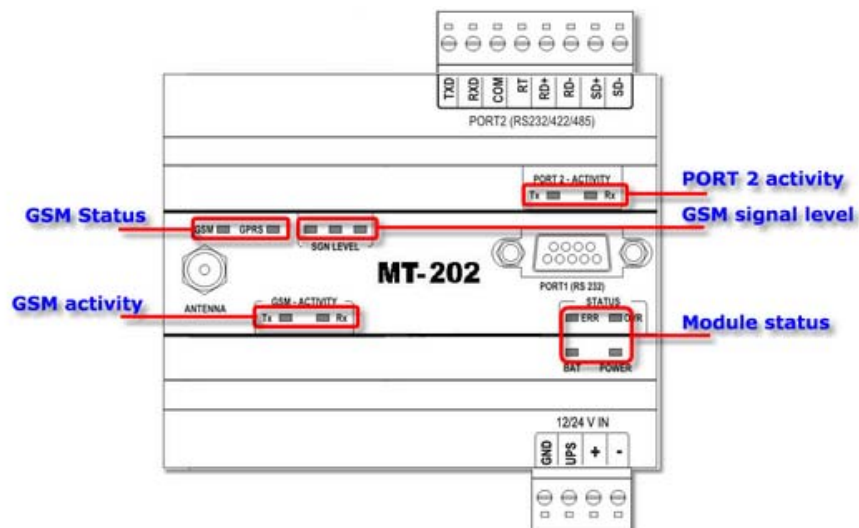 TXD RXD COM RT RD+ RD- SD+ SD-
PORT2 (RS232/422/485)
PORT 2 - ACTIVITY
Tx Rx
PORT 2 activity
GSM Status
GSM signal level
GSM GPRS
SGN LEVEL
MT-202
PORT1 (RS 232)
ANTENNA
GSM activity
GSM - ACTIVITY
Tx Rx
STATUS
ERR
Module status
BAT POWER
12/24 V IN
GND UPS + -